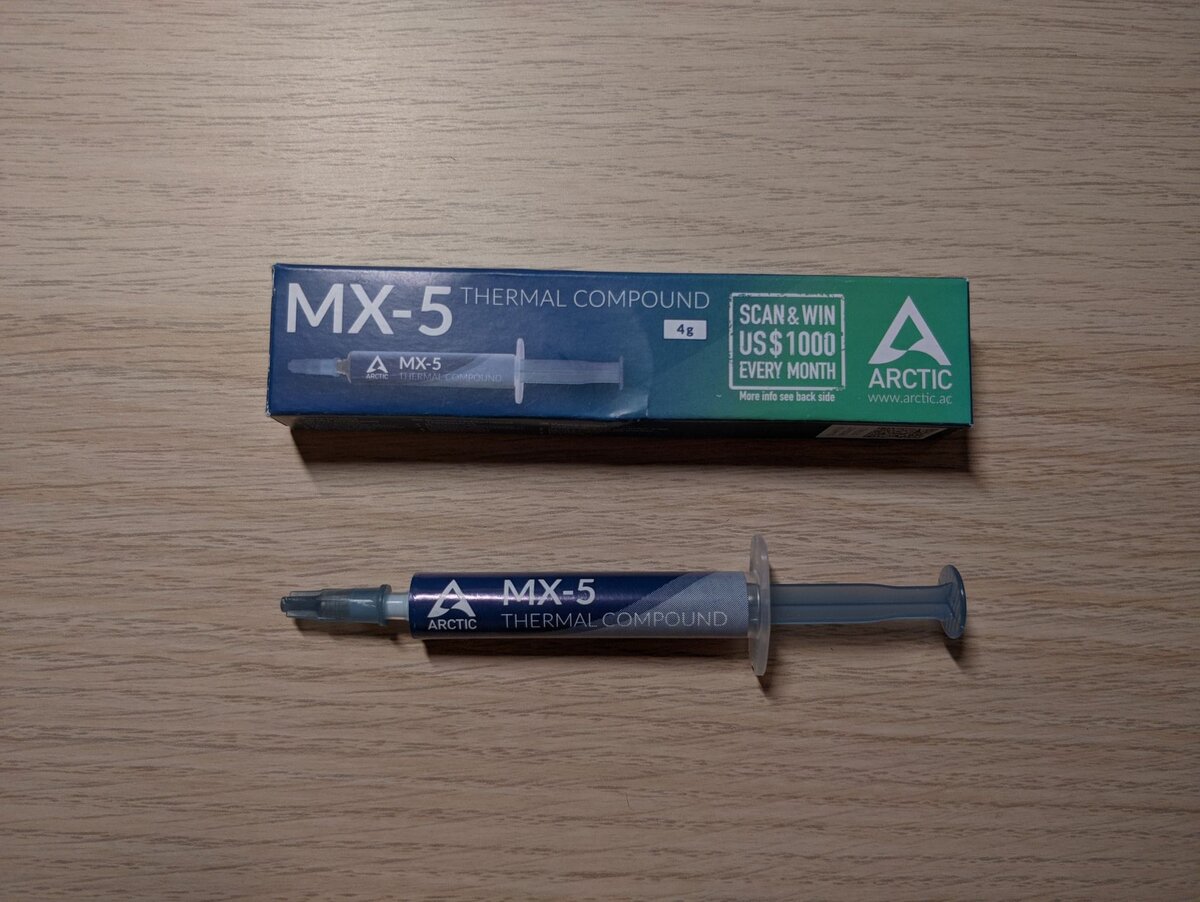 MX-5 THERMAL COMPOUND
4g
ARCTIC
MX-5
THERMAL COMPOUND
SCAN & WIN
US $ 1000
EVERY MONTH
More info see back side
ARCTIC
www.arctic.ac
ARCTIC
MX-5
THERMAL COMPOUND